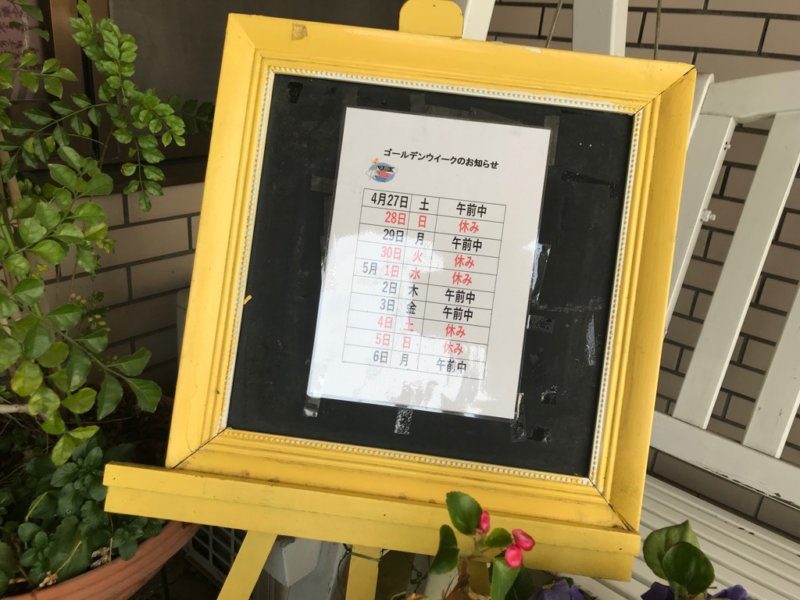 ゴールデンウイークのお知らせ
4月27日 土 午前中
28日 日 休み
29日 月 午前中
30日 火 休み
5月 1日 水 休み
2日 木 午前中
3日 金 午前中
4日 土 休み
5日 日 休み
6日 月 午前中